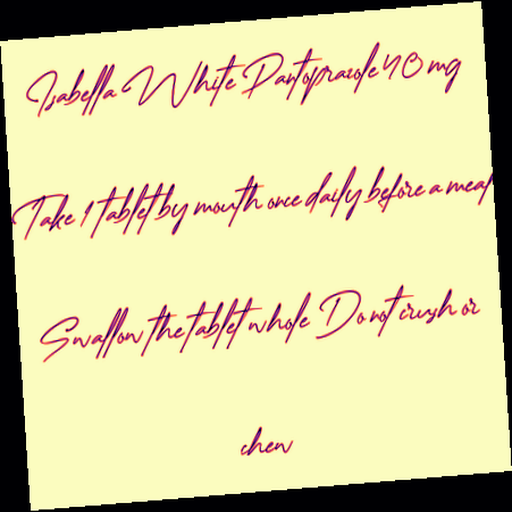 Isabella White Pantoprazole 40 mg
Take 1 tablet by mouth once daily before a meal
Swallow the tablet whole Do not crush or
chew